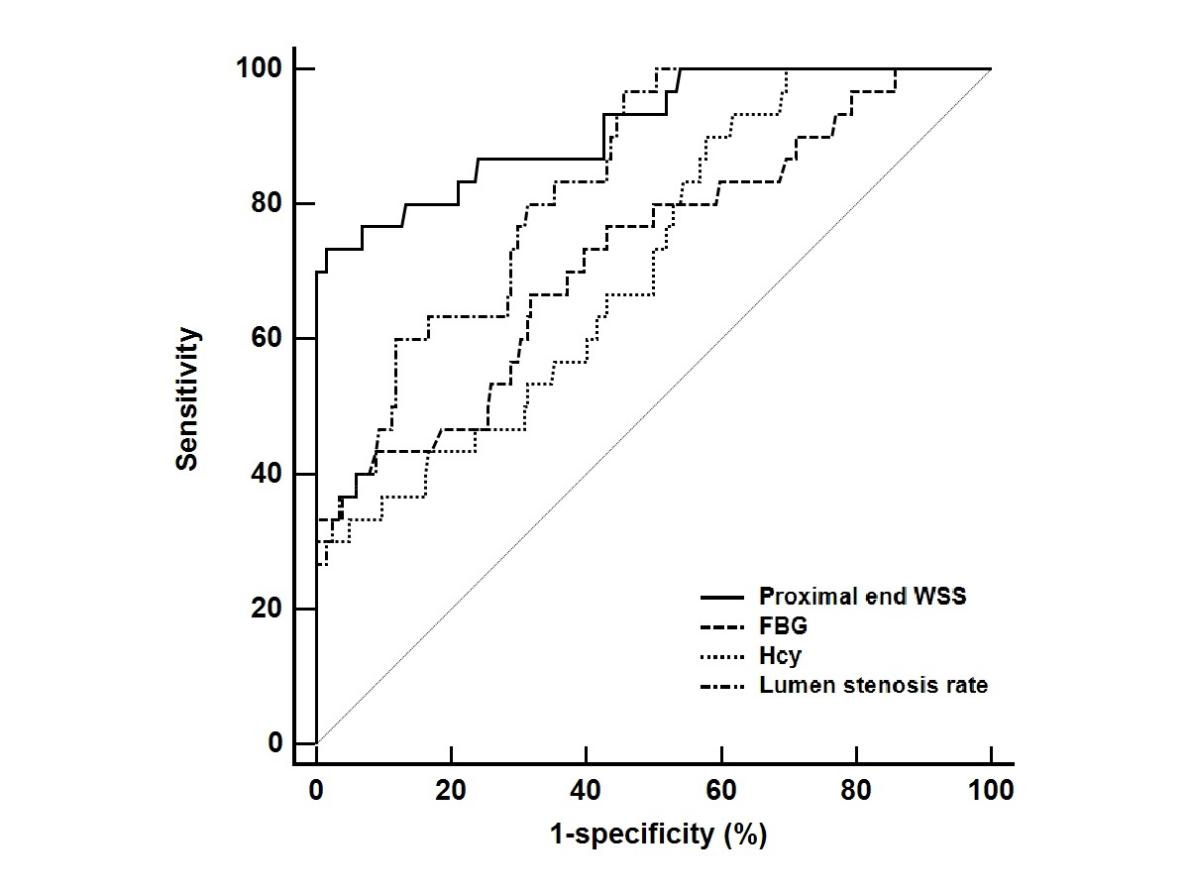 100
80
60
40
20
0
Sensitivity
Proximal end WSS
FBG
Hcy
Lumen stenosis rate
0 20 40 60 80 100
1-specificity (%)